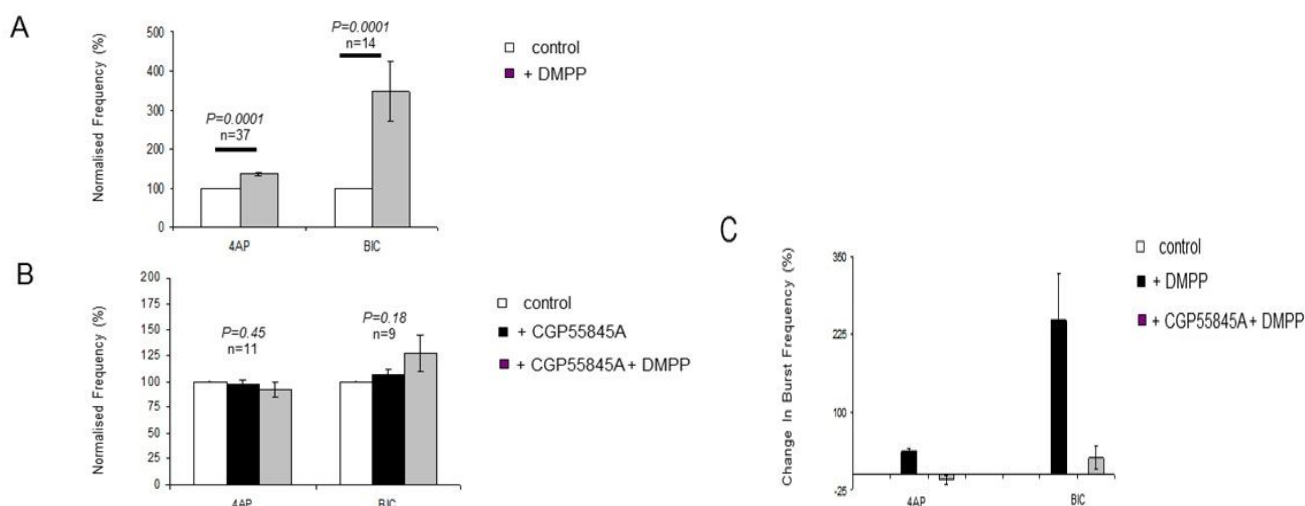 A
Normalised Frequency (%)
500
400
300
200
100
0
P=0.0001
n=37
P=0.0001
n=14
4AP
BIC
control
+ DMPP
B
Normalised Frequency (%)
200
175
150
125
100
75
50
25
0
P=0.45
n=11
P=0.18
n=9
4AP
BIC
control
+ CGP55845A
+ CGP55845A + DMPP
C
Change In Burst Frequency (%)
350
225
100
-25
4AP
BIC
control
+ DMPP
+ CGP55845A + DMPP